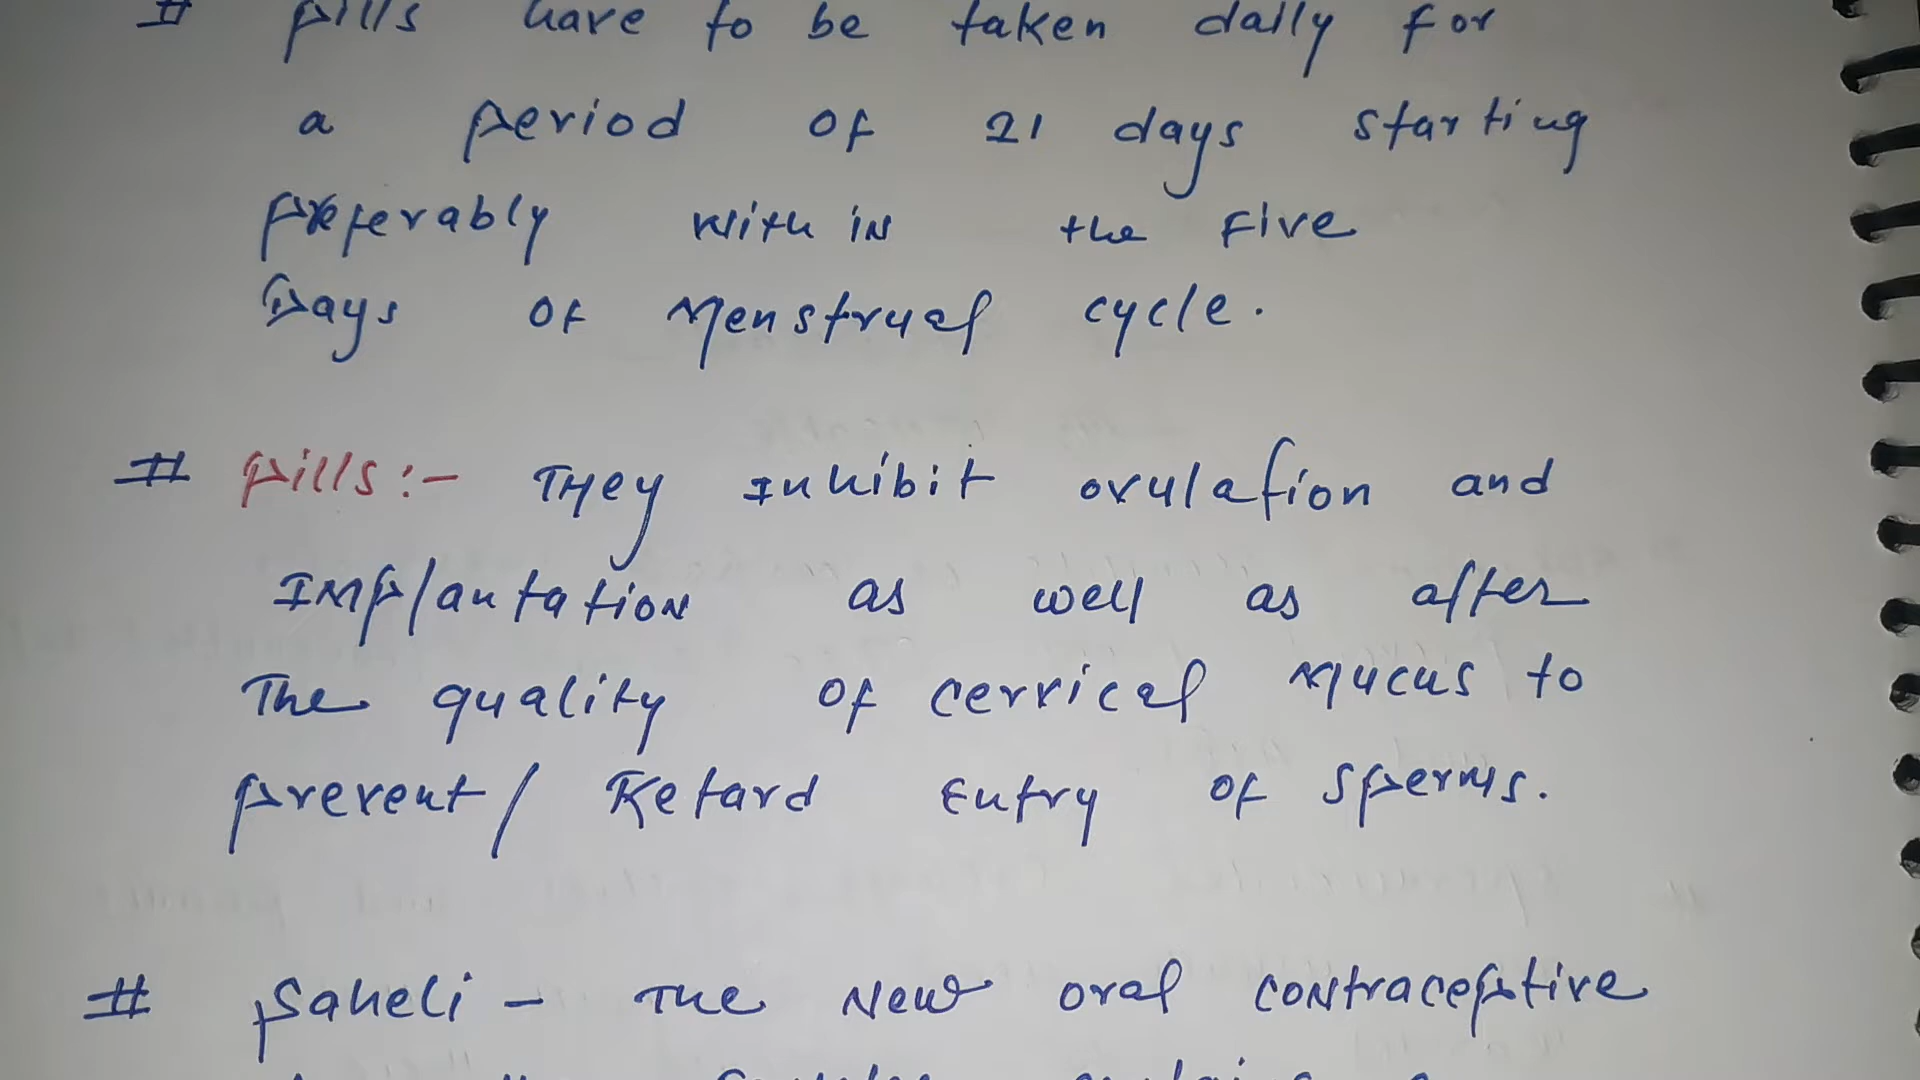 # pills have to be taken daily for
a period of 21 days starting
preferably with in the Five
Days of Menstrual cycle.
# pills:- THey Inhibit ovulation and
Implantation as well as after
The quality of cervical Mucus to
prevent/ Retard Entry of sperms.
# Saheli - The New oral contraceptive